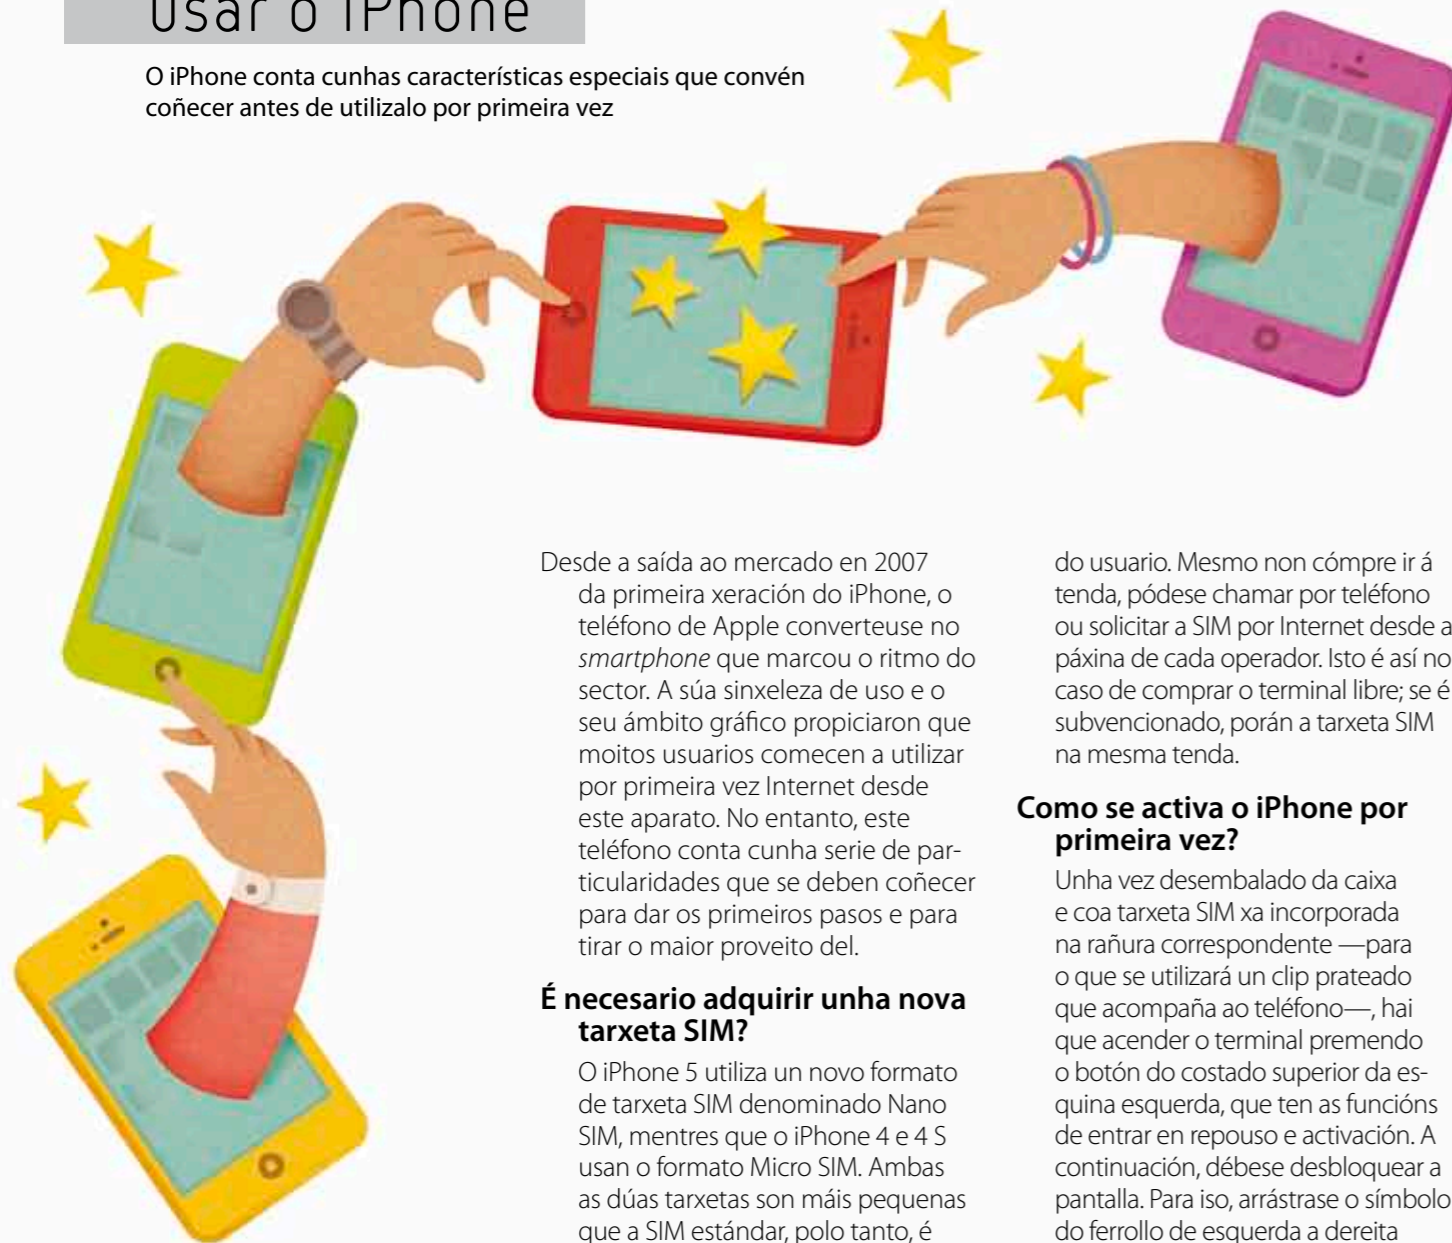 usar o iPhone
O iPhone conta cunhas características especiais que convén
coñecer antes de utilizalo por primeira vez
Desde a saída ao mercado en 2007
da primeira xeración do iPhone, o
teléfono de Apple converteuse no
smartphone que marcou o ritmo do
sector. A súa sinxeleza de uso e o
seu ámbito gráfico propiciaron que
moitos usuarios comecen a utilizar
por primeira vez Internet desde
este aparato. No entanto, este
teléfono conta cunha serie de par-
ticularidades que se deben coñecer
para dar os primeiros pasos e para
tirar o maior proveito del.
É necesario adquirir unha nova
tarxeta SIM?
O iPhone 5 utiliza un novo formato
de tarxeta SIM denominado Nano
SIM, mentres que o iPhone 4 e 4 S
usan o formato Micro SIM. Ambas
as dúas tarxetas son máis pequenas
que a SIM estándar, polo tanto, é
do usuario. Mesmo non cómpre ir á
tenda, pódese chamar por teléfono
ou solicitar a SIM por Internet desde a
páxina de cada operador. Isto é así no
caso de comprar o terminal libre; se é
subvencionado, porán a tarxeta SIM
na mesma tenda.
Como se activa o iPhone por
primeira vez?
Unha vez desembalado da caixa
e coa tarxeta SIM xa incorporada
na rañura correspondente —para
o que se utilizará un clip prateado
que acompaña ao teléfono—, hai
que acender o terminal premendo
o botón do costado superior da es-
quina esquerda, que ten as funcións
de entrar en repouso e activación. A
continuación, débese desbloquear a
pantalla. Para iso, arrástrase o símbolo
do ferrollo de esquerda a dereita